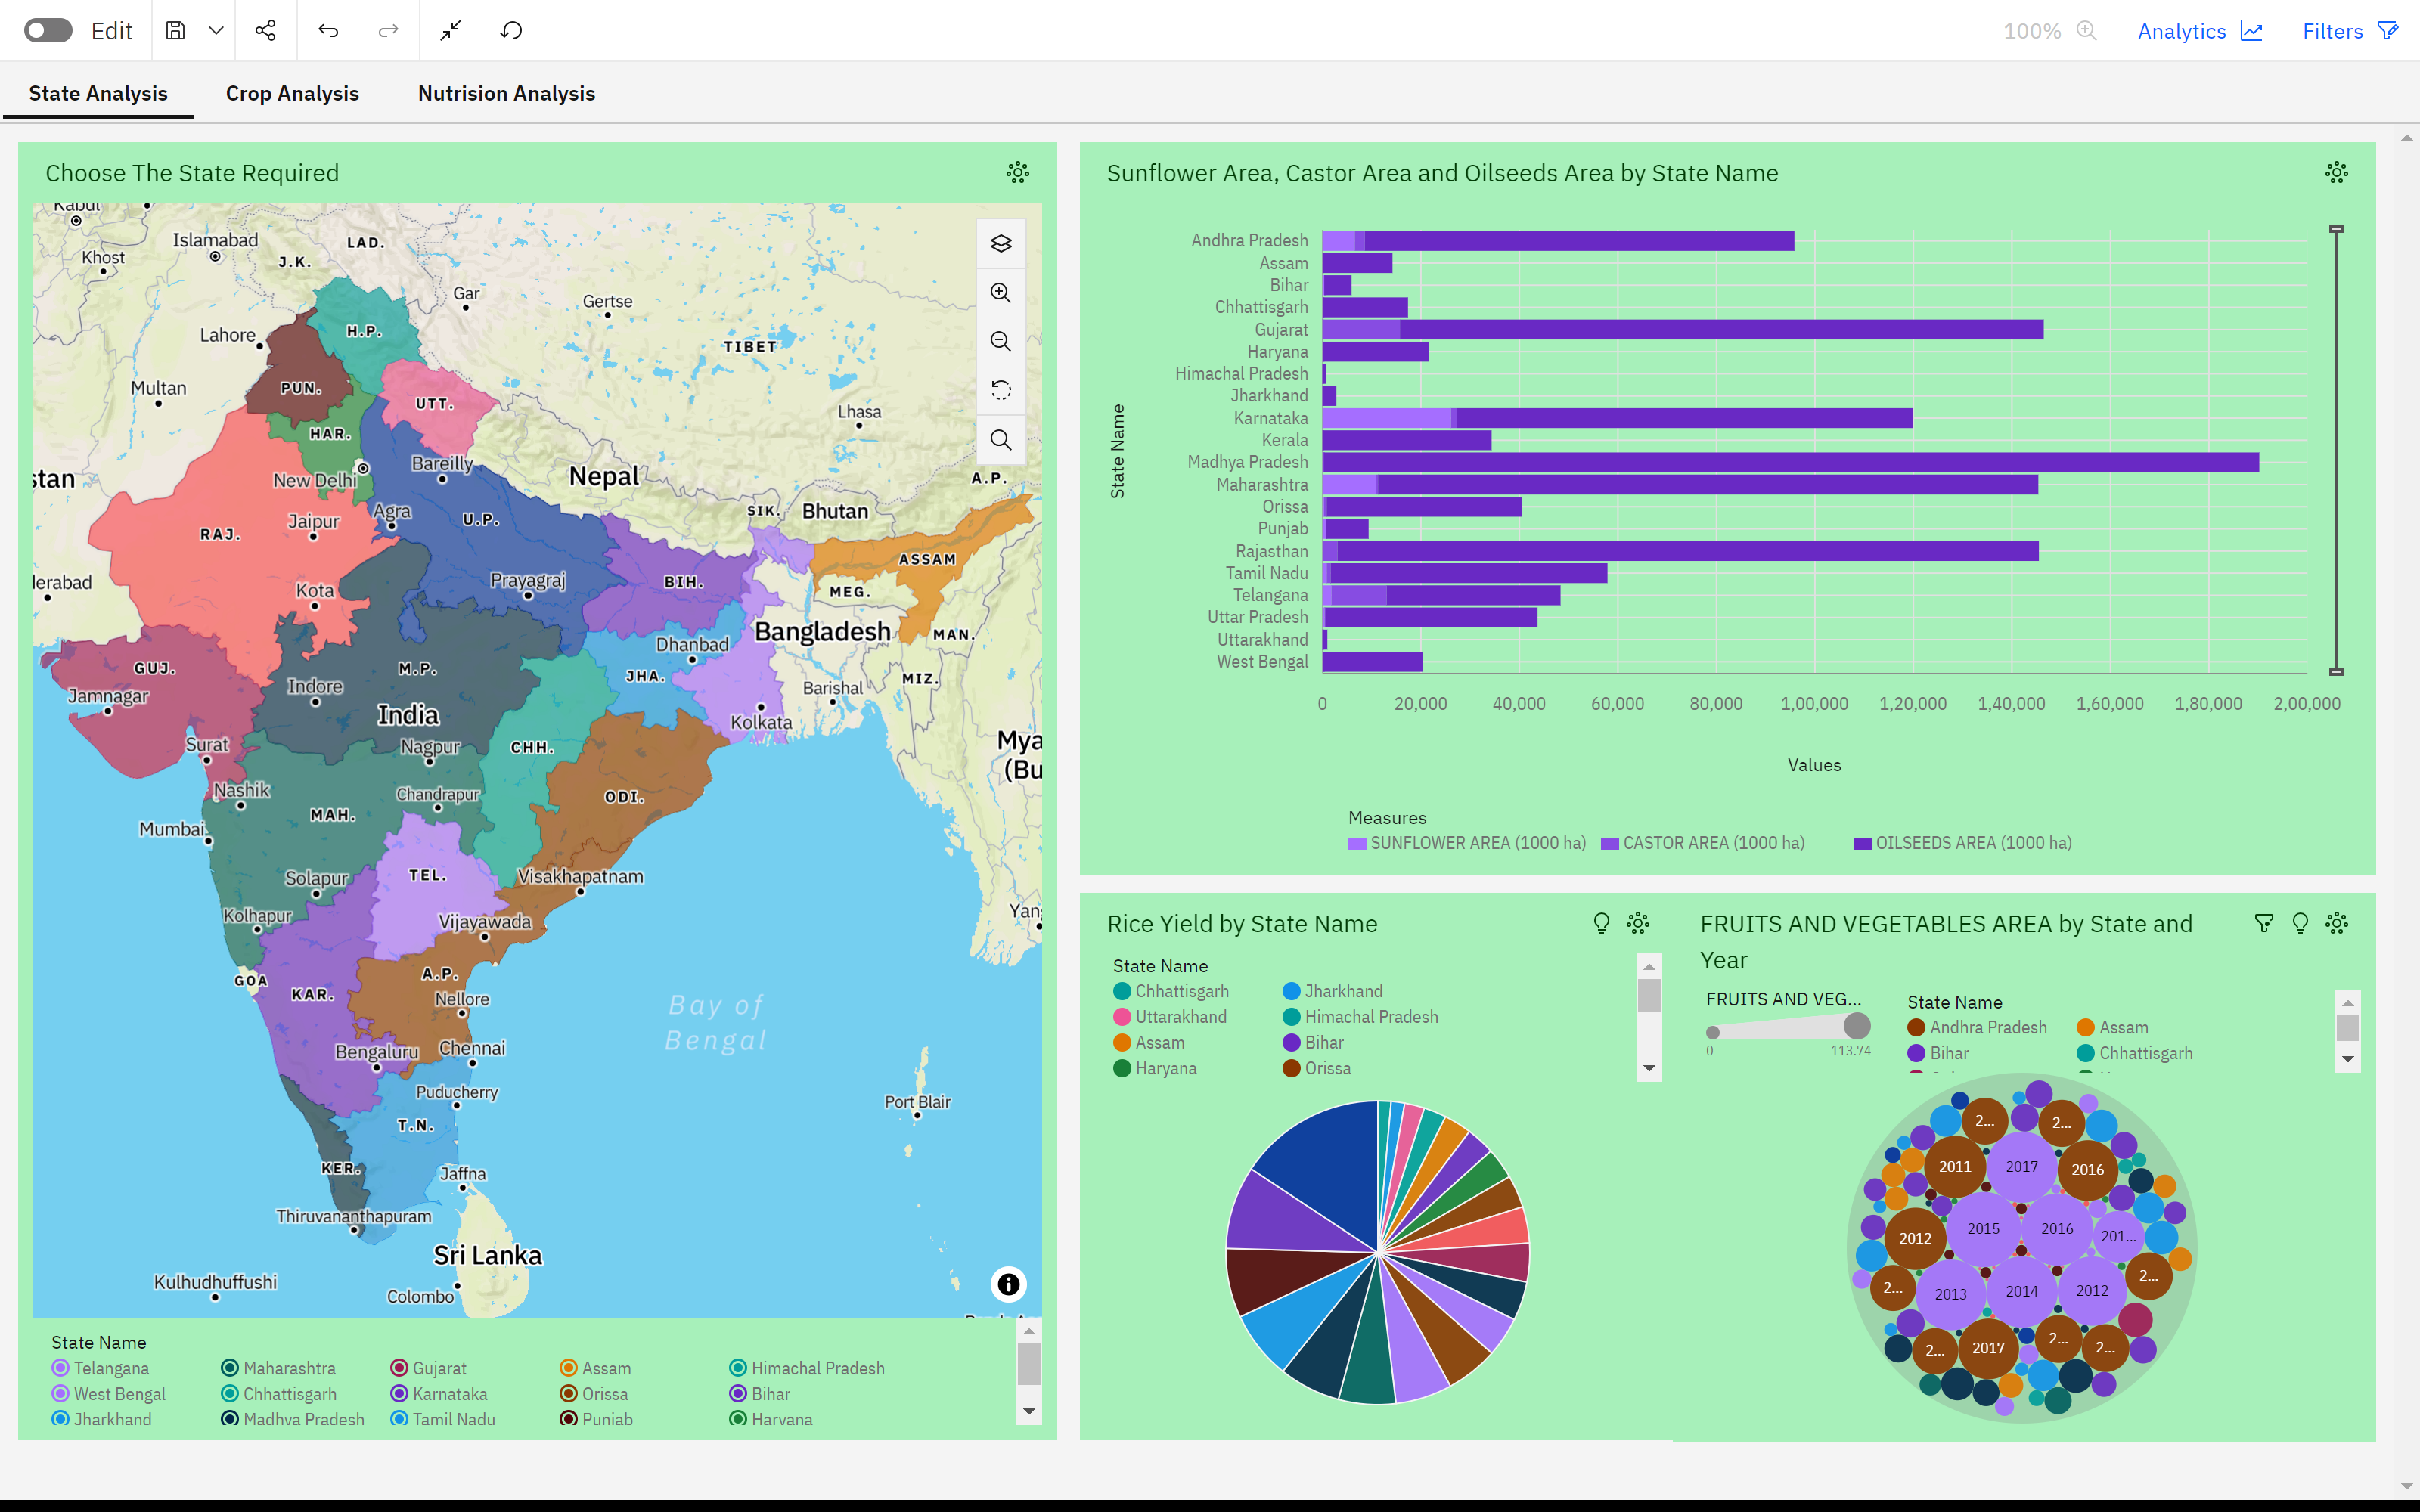 Edit
100%
Analytics
Filters
State Analysis
Crop Analysis
Nutrision Analysis
Choose The State Required
Kabul
Islamabad
LAD.
Khost
J.K.
Gar
Gertse
Lahore
H.P.
TIBET
Multan
PUN.
UTT.
Lhasa
HAR.
Bareilly
stan
New Delhi
Nepal
A.P.
Agra
SIK.
Bhutan
Jaipur
U.P.
RAJ.
ASSAM
lerabad
Prayagraj
BIH.
Kota
MEG.
Bangladesh
MAN.
Dhanbad
GUJ.
M.P.
JHA.
MIZ.
Jamnagar
Indore
Barishal
India
Kolkata
Surat
Nagpur
CHH.
Mya
(Bu
Nashik
Chandrapur
ODI.
MAH.
Mumbai
TEL.
Solapur
Visakhapatnam
Kolhapur
Vijayawada
Yan
GOA
A.P.
KAR.
Nellore
Bay of
Bengal
Bengaluru
Chennai
Puducherry
Port Blair
T.N.
KER.
Jaffna
Thiruvananthapuram
Sri Lanka
Kulhudhuffushi
Colombo
State Name
Telangana
Maharashtra
Gujarat
Assam
Himachal Pradesh
West Bengal
Chhattisgarh
Karnataka
Orissa
Bihar
Jharkhand
Madhya Pradesh
Tamil Nadu
Punjab
Haryana
Sunflower Area, Castor Area and Oilseeds Area by State Name
State Name
Andhra Pradesh
Assam
Bihar
Chhattisgarh
Gujarat
Haryana
Himachal Pradesh
Jharkhand
Karnataka
Kerala
Madhya Pradesh
Maharashtra
Orissa
Punjab
Rajasthan
Tamil Nadu
Telangana
Uttar Pradesh
Uttarakhand
West Bengal
0
20,000
40,000
60,000
80,000
1,00,000
1,20,000
1,40,000
1,60,000
1,80,000
2,00,000
Values
Measures
SUNFLOWER AREA (1000 ha)
CASTOR AREA (1000 ha)
OILSEEDS AREA (1000 ha)
Rice Yield by State Name
State Name
Chhattisgarh
Jharkhand
Uttarakhand
Himachal Pradesh
Assam
Bihar
Haryana
Orissa
FRUITS AND VEGETABLES AREA by State and
Year
FRUITS AND VEG...
0
113.74
State Name
Andhra Pradesh
Assam
Bihar
Chhattisgarh
2...
2...
2011
2017
2016
2012
2015
2016
201...
2...
2013
2014
2012
2...
2...
2017
2...
2...